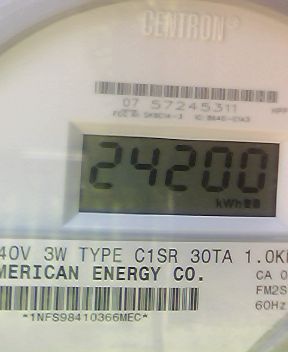 CENTRON®
07 57245311
24200
kWh
40V 3W TYPE C1SR 30TA 1.0K
MERICAN ENERGY CO.
CA 0
FM2S
60Hz
*1NFS98410366MEC*